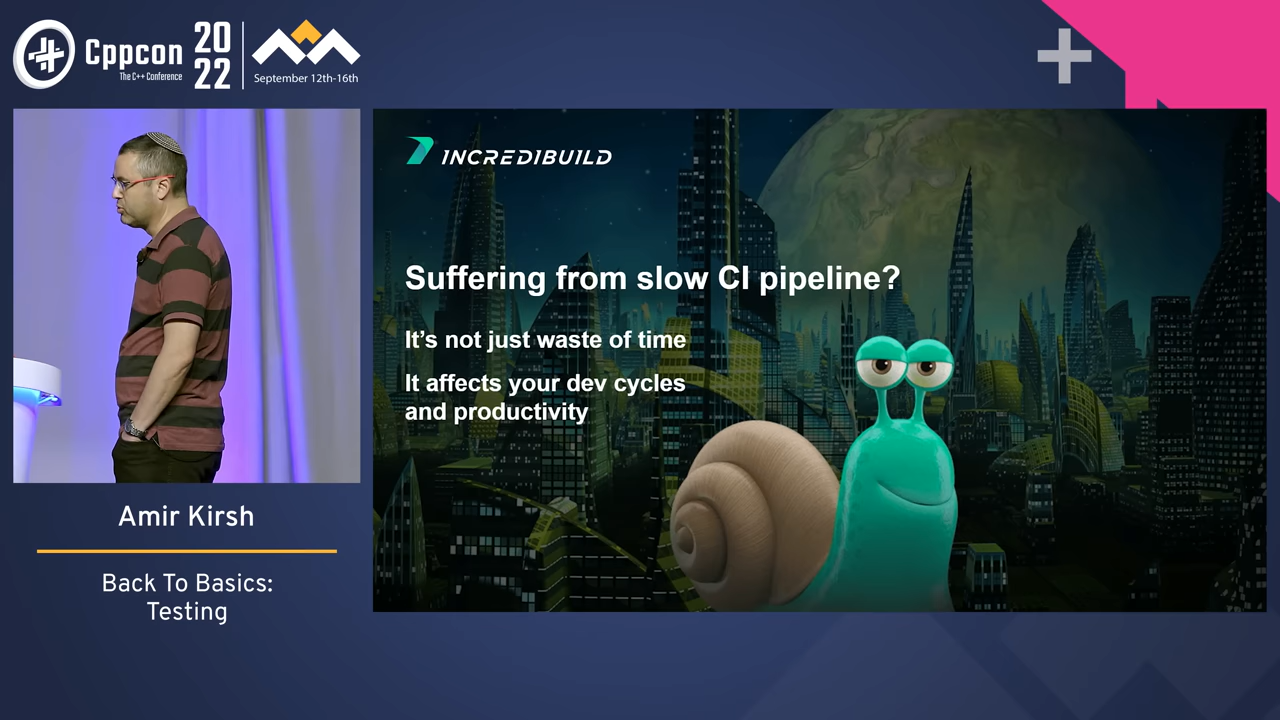 Cppcon
The C++ Conference
20
22
September 12th-16th
INCREDIBUILD
Suffering from slow CI pipeline?
It's not just waste of time
It affects your dev cycles
and productivity
Amir Kirsh
Back To Basics:
Testing